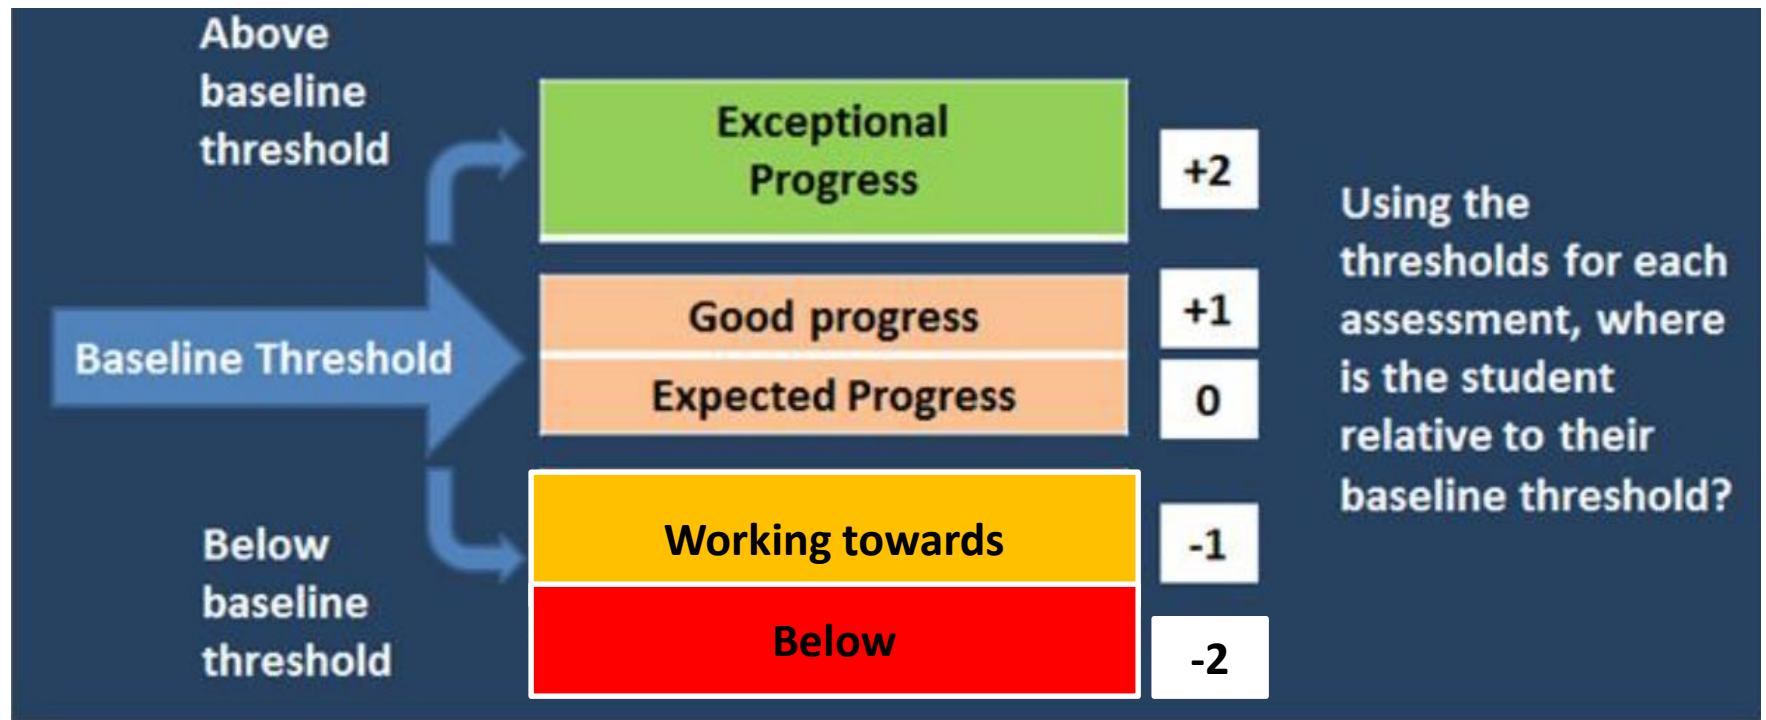 Above
baseline
threshold
Exceptional
Progress
+2
Good progress
+1
Baseline Threshold
Expected Progress
0
Using the
thresholds for each
assessment, where
is the student
relative to their
baseline threshold?
Below
baseline
threshold
Working towards
-1
Below
-2